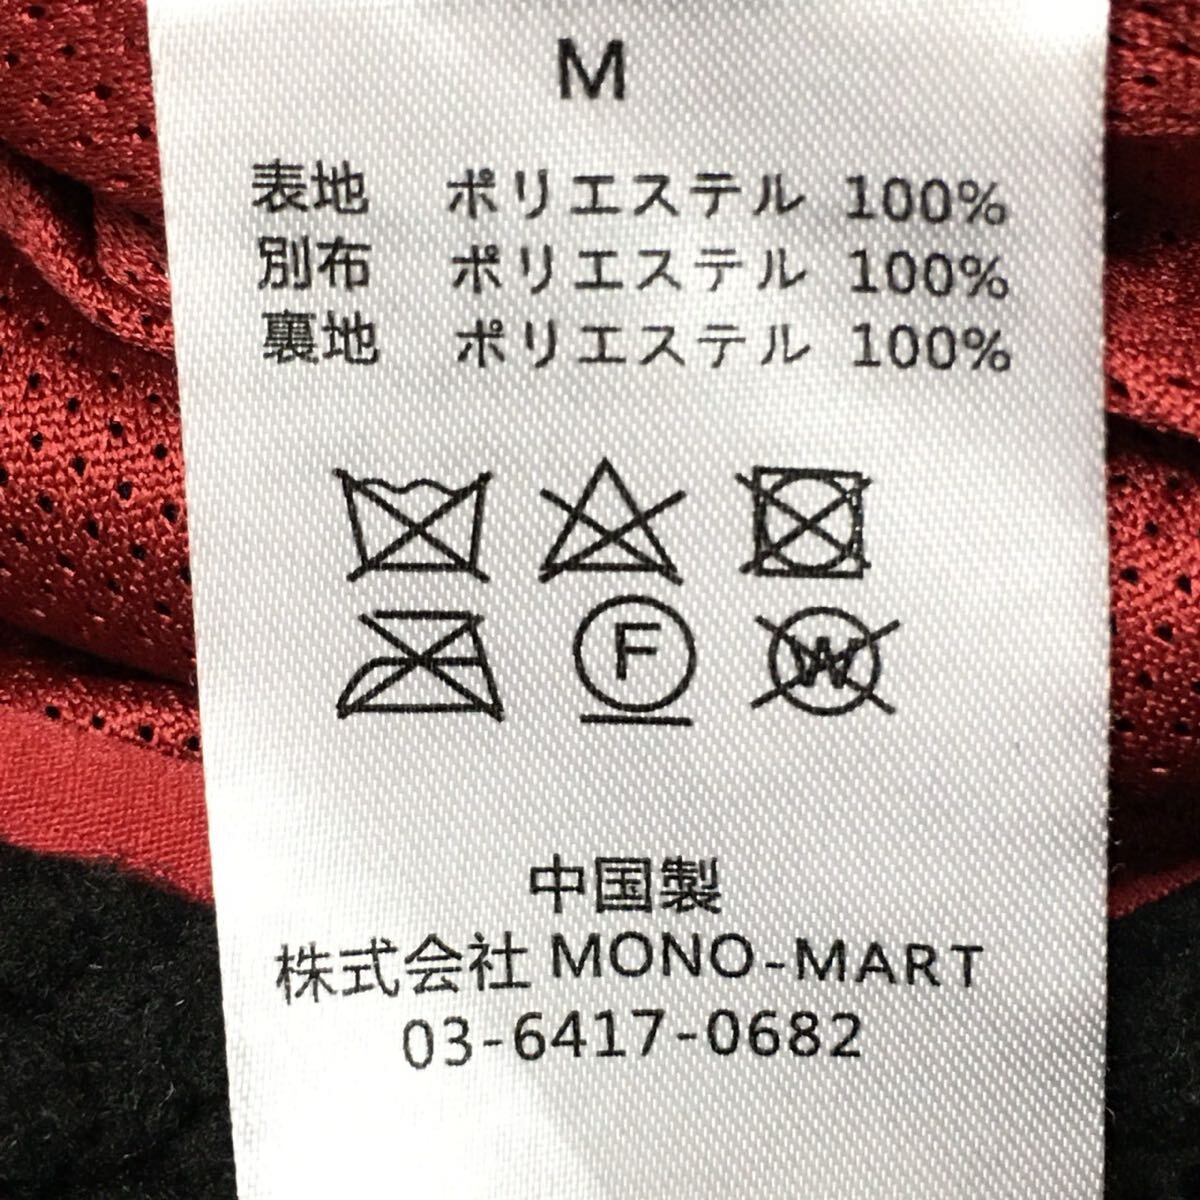 M
表地 ポリエステル 100%
別布 ポリエステル 100%
裏地 ポリエステル 100%
F W
中国製
株式会社 MONO-MART
03-6417-0682